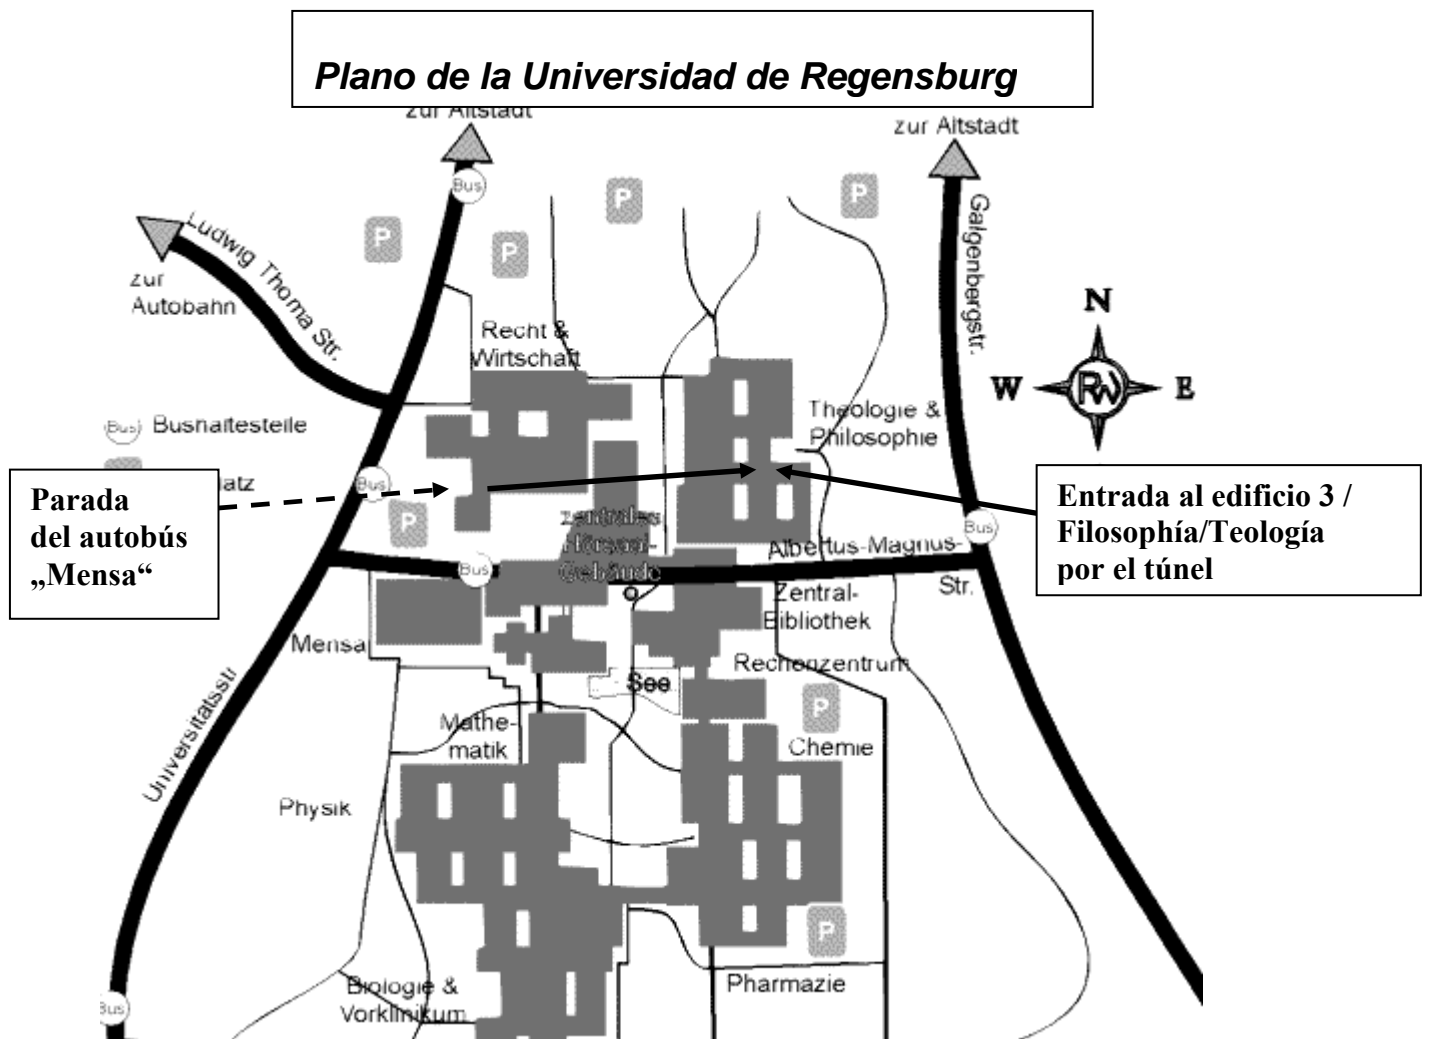 Plano de la Universidad de Regensburg
zur Altstadt
zur Altstadt
Bus
P
P
P
P
Ludwig Thoma Str.
Galgenbergstr.
zur
Autobahn
N
W
E
RW
Recht &
Wirtschaft
Theologie &
Philosophie
Bus
Bushaltestelle
atz
Parada
del autobús
„Mensa“
Bus
P
Entrada al edificio 3 /
Filosophía/Teología
por el túnel
Bus
zentrales
Hörsaal-
Gebäude
Albertus-Magnus-
Str.
Bus
Zentral-
Bibliothek
Mensa
Rechenzentrum
See
Universitätsstr
P
Mathe-
matik
Chemie
Physik
P
Biologie &
Vorklinikum
Pharmazie
Bus